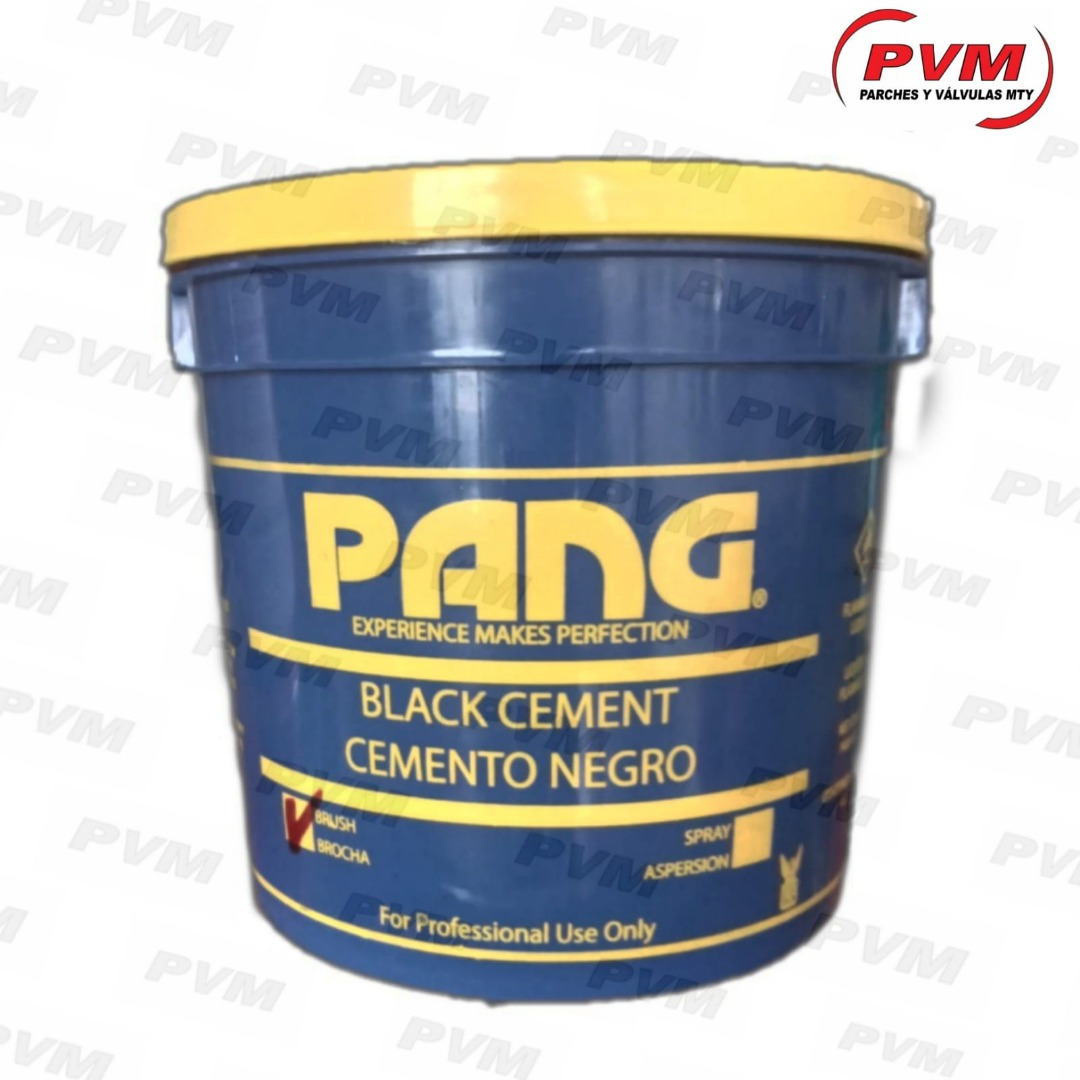 PVM
PARCHES Y VÁLVULAS MTY
PANG®
EXPERIENCE MAKES PERFECTION
BLACK CEMENT
CEMENTO NEGRO
BRUSH
BROCHA
SPRAY
ASPERSION
For Professional Use Only